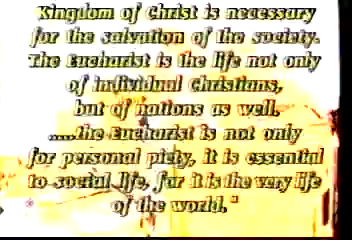 Kingdom of Christ is necessary
for the salvation of the society.
The Eucharist is the life not only
of individual Christians,
but of nations as well.
.....the Eucharist is not only
for personal piety, it is essential
to social life, for it is the very life
of the world."